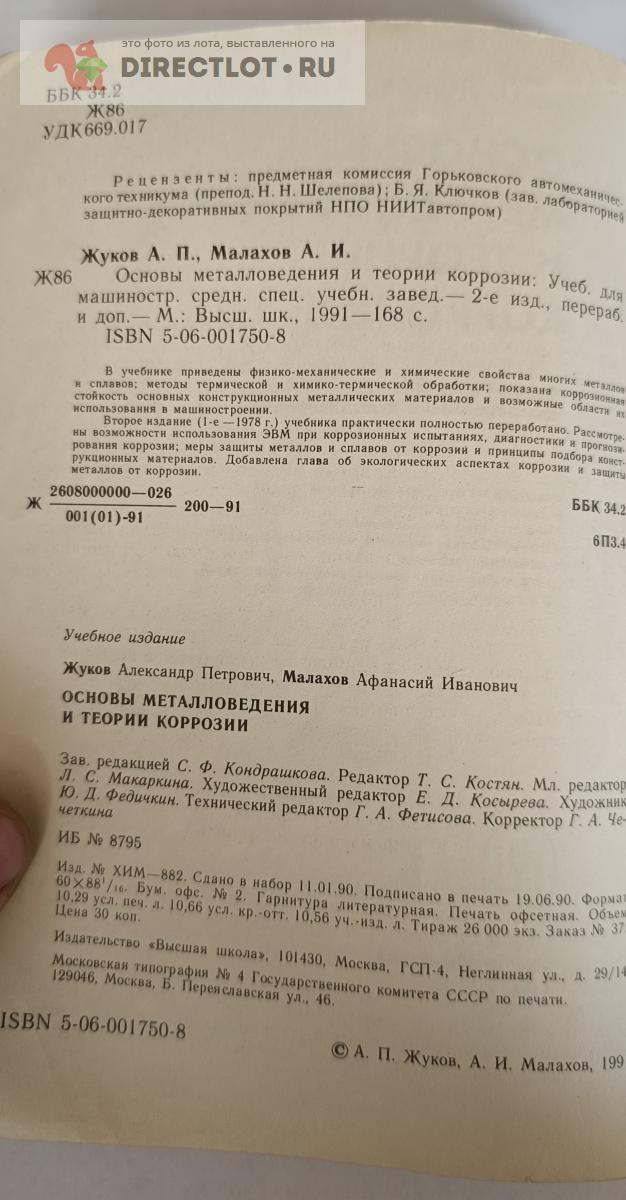 это фото из лота, выставленного на
DIRECTLOT.RU
ББК 34.2
Ж86
УДК 669.017
Рецензенты: предметная комиссия Горьковского автомеханичес-
кого техникума (препод. Н. Н. Шелепова); Б. Я. Ключков (зав. лабораторией
защитно-декоративных покрытий НПО НИИТавтопром)
Жуков А. П., Малахов А. И.
Ж86 Основы металловедения и теории коррозии: Учеб. для
машиностр. средн. спец. учебн. завед.— 2-е изд., перераб.
и доп.— М.: Высш. шк., 1991—168 с.
ISBN 5-06-001750-8
В учебнике приведены физико-механические и химические свойства многих металлов
и сплавов; методы термической и химико-термической обработки; показана коррозионная
стойкость основных конструкционных металлических материалов и возможные области их
использования в машиностроении.
Второе издание (1-е —1978 г.) учебника практически полностью переработано. Рассмотре-
ны возможности использования ЭВМ при коррозионных испытаниях, диагностики и прогнози-
рования коррозии; меры защиты металлов и сплавов от коррозии и принципы подбора конст-
рукционных материалов. Добавлена глава об экологических аспектах коррозии и защиты
металлов от коррозии.
Ж 2608000000—026
001(01)-91
200—91
ББК 34.2
6П3.4
Учебное издание
Жуков Александр Петрович, Малахов Афанасий Иванович
ОСНОВЫ МЕТАЛЛОВЕДЕНИЯ
И ТЕОРИИ КОРРОЗИИ
Зав. редакцией С. Ф. Кондрашкова. Редактор Т. С. Костян. Мл. редактор
Л. С. Макаркина. Художественный редактор Е. Д. Косырева. Художник
Ю. Д. Федичкин. Технический редактор Г. А. Фетисова. Корректор Г. А. Че-
четкина
ИБ № 8795
Изд. № ХИМ—882. Сдано в набор 11.01.90. Подписано в печать 19.06.90. Формат
60×88¹/₁₆. Бум. офс. № 2. Гарнитура литературная. Печать офсетная. Объем
10,29 усл. печ. л. 10,66 усл. кр.-отт. 10,56 уч.-изд. л. Тираж 26 000 экз. Заказ № 37
Цена 30 коп.
Издательство «Высшая школа», 101430, Москва, ГСП-4, Неглинная ул., д. 29/14
Московская типография № 4 Государственного комитета СССР по печати.
129046, Москва, Б. Переяславская ул., 46.
ISBN 5-06-001750-8
© А. П. Жуков, А. И. Малахов, 199